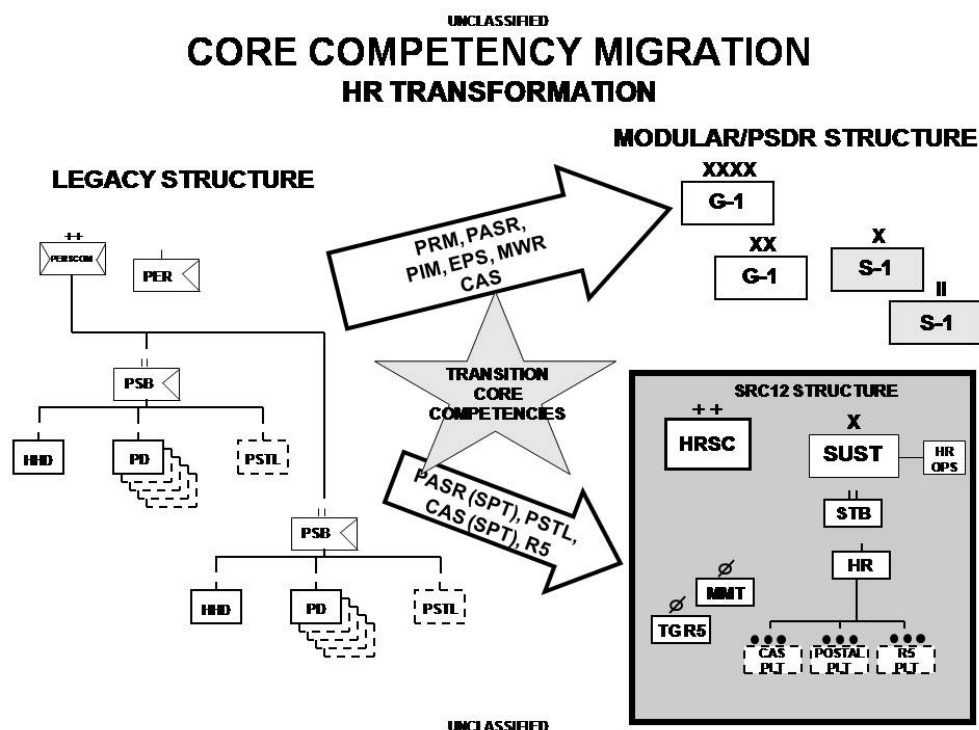 UNCLASSIFIED
CORE COMPETENCY MIGRATION
HR TRANSFORMATION
MODULAR/PSDR STRUCTURE
LEGACY STRUCTURE
XXXX
G-1
XX
G-1
X
S-1
II
S-1
++
PERSCOM
PER
PRM, PASR,
PIM, EPS, MWR
CAS
II
PSB
HHD
PD
PSTL
TRANSITION
CORE
COMPETENCIES
II
PSB
HHD
PD
PSTL
PASR (SPT), PSTL,
CAS (SPT), R5
SRC12 STRUCTURE
++
HRSC
X
SUST
HR
OPS
II
STB
I
HR
Ø
MMT
Ø
TGR5
●●●
CAS
PLT
●●●
POSTAL
PLT
●●●
R5
PLT
UNCLASSIFIED